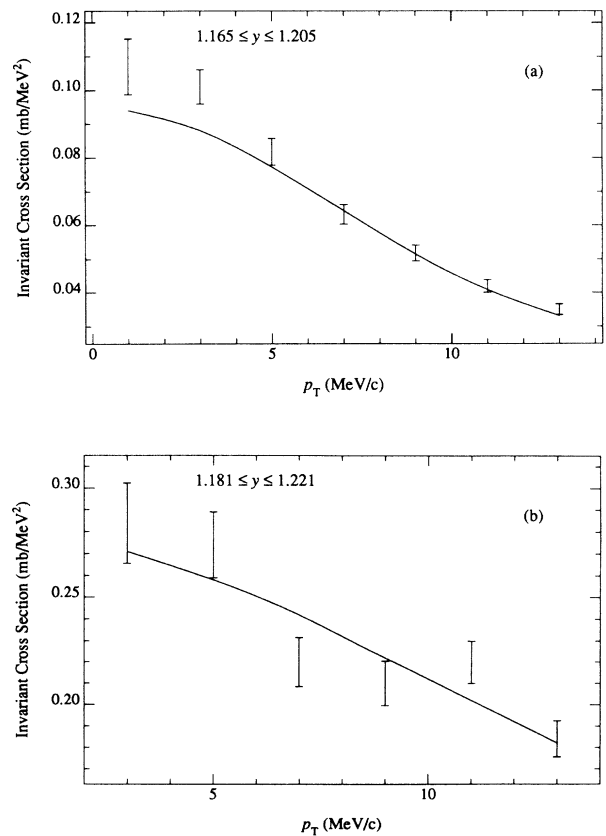 0.12
1.165 ≤ y ≤ 1.205
(a)
0.10
0.08
0.06
0.04
Invariant Cross Section (mb/MeV²)
0 5 10
p_T (MeV/c)
0.30
1.181 ≤ y ≤ 1.221
(b)
0.25
0.20
Invariant Cross Section (mb/MeV²)
5 10
p_T (MeV/c)